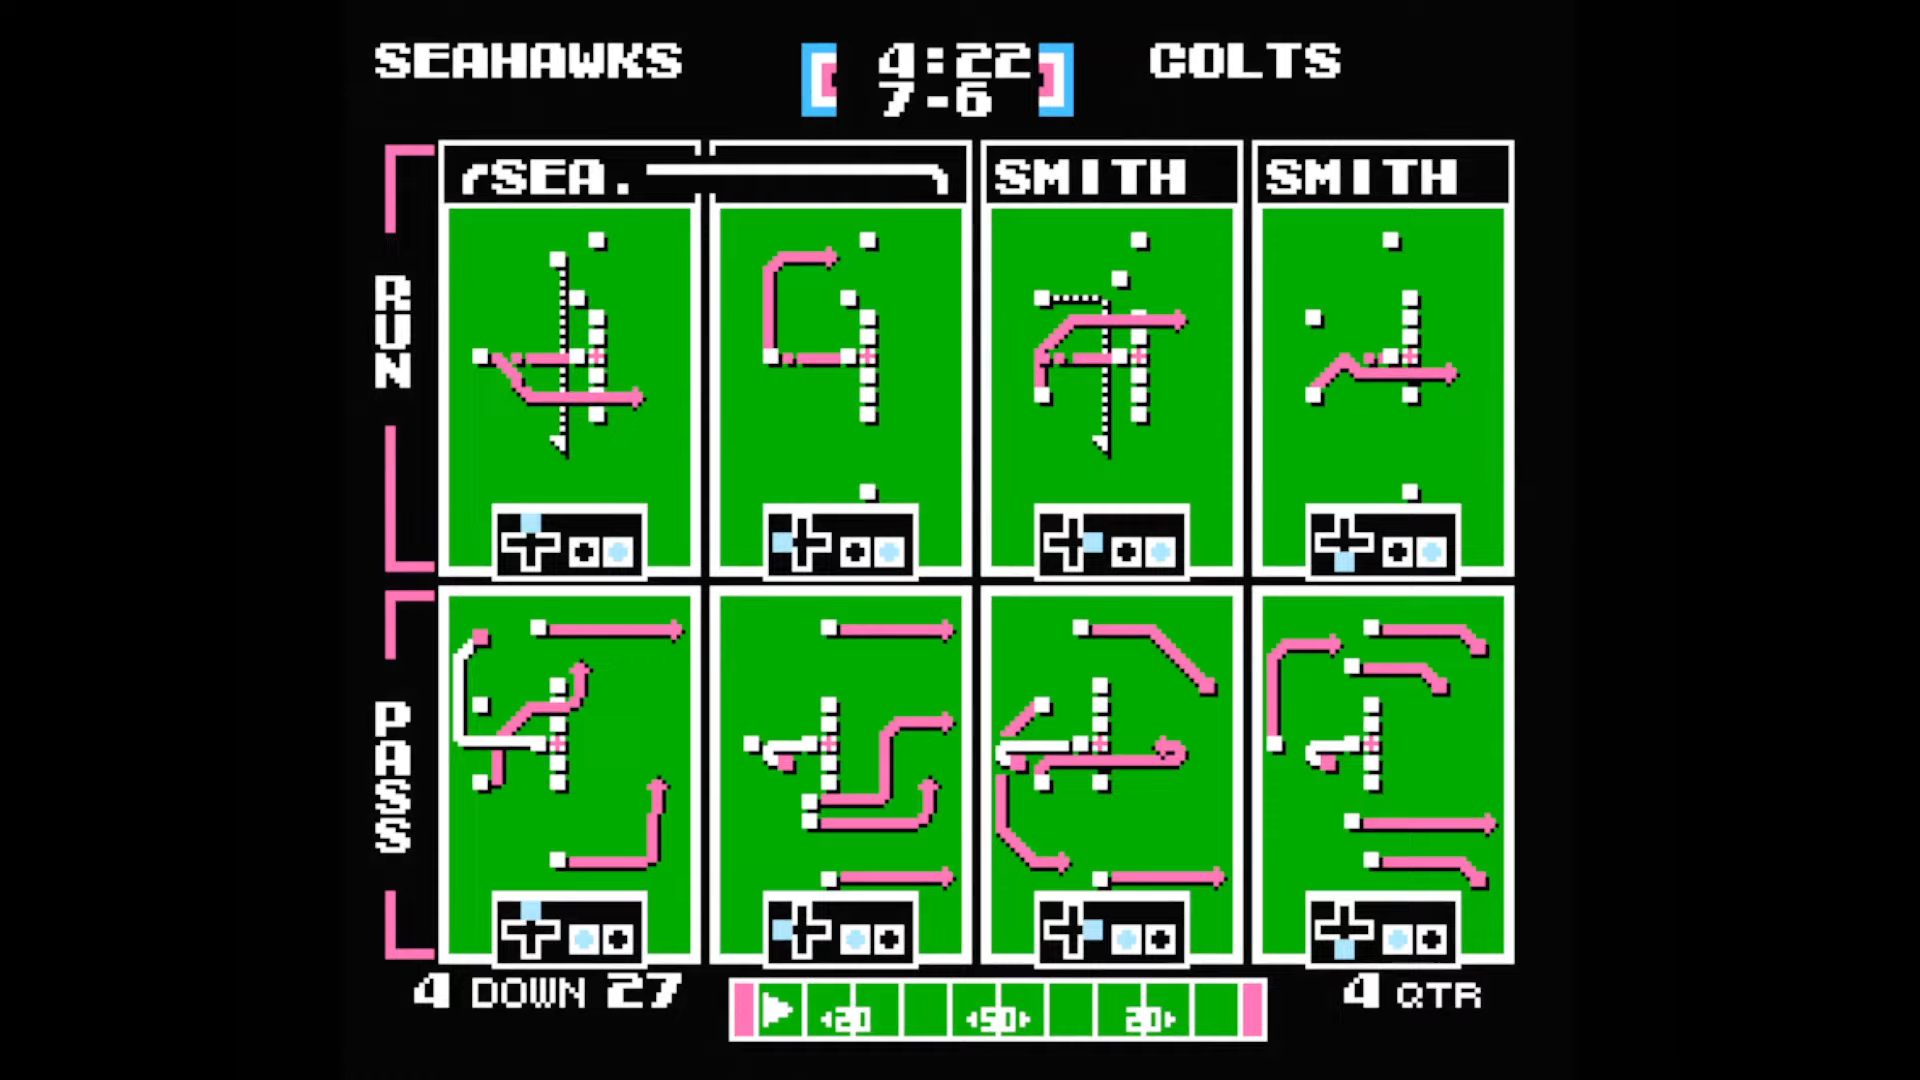 SEAHAWKS 4:22 COLTS
7-6
SEA. SMITH SMITH
RUN
PASS
4 DOWN 27 4 QTR
20 50 20